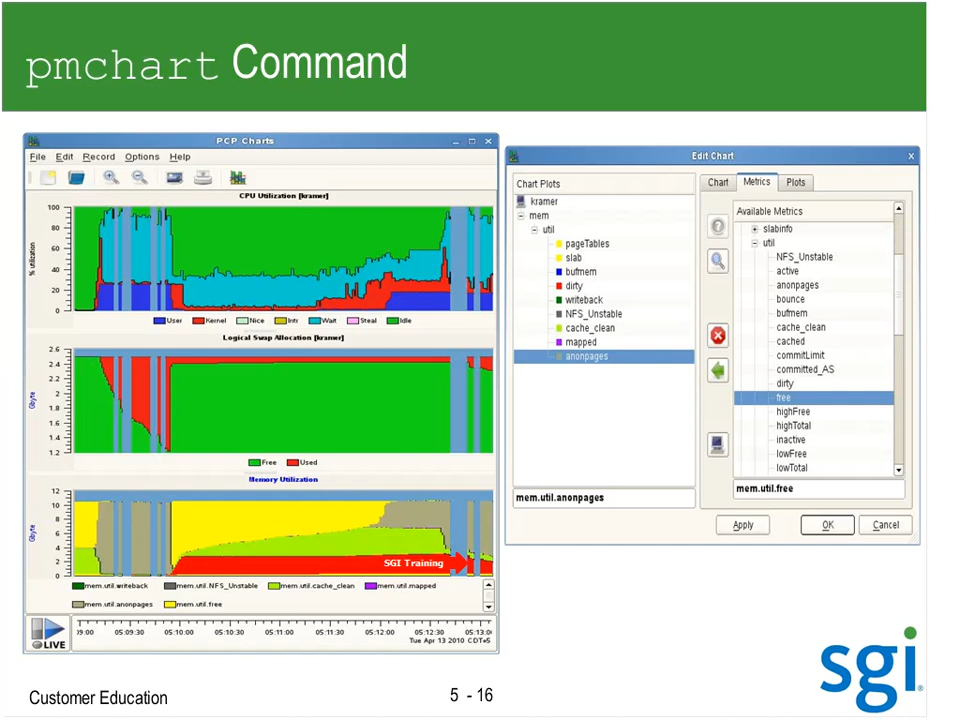 pmchart Command
PCP Charts
File Edit Record Options Help
CPU Utilization [kramer]
% utilization
100
80
60
40
20
0
User Kernel Nice Intr Wait Steal Idle
Logical Swap Allocation [kramer]
Gbyte
2.6
2.4
2.2
2
1.8
1.6
1.4
1.2
Free Used
Memory Utilization
Gbyte
12
10
8
6
4
2
0
SGI Training
mem.util.writeback mem.util.NFS_Unstable mem.util.cache_clean mem.util.mapped
mem.util.anonpages mem.util.free
LIVE
05:09:30 05:10:00 05:10:30 05:11:00 05:11:30 05:12:00 05:12:30
Tue Apr 13 2010 CDT+5
Edit Chart
Chart Plots
kramer
mem
util
pageTables
slab
bufmem
dirty
writeback
NFS_Unstable
cache_clean
mapped
anonpages
mem.util.anonpages
Chart Metrics Plots
Available Metrics
slabinfo
util
NFS_Unstable
active
anonpages
bounce
bufmem
cache_clean
cached
commitLimit
committed_AS
dirty
free
highFree
highTotal
inactive
lowFree
lowTotal
mem.util.free
Apply OK Cancel
Customer Education
5 - 16
sgi